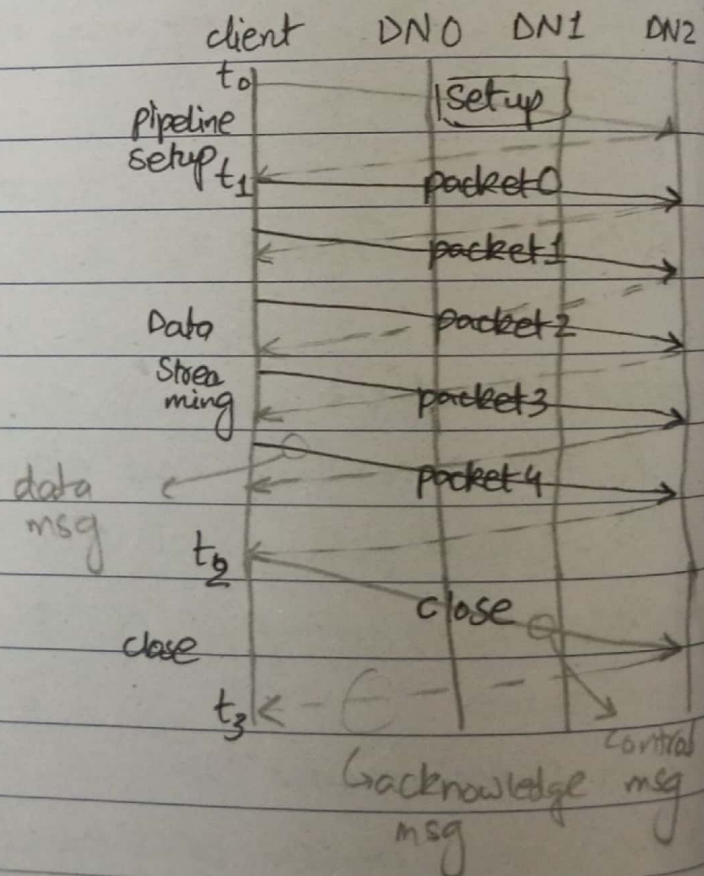 client DN0 DN1 DN2
t0
setup
pipeline
setup t1
packet0
packet1
Data
packet2
Strea
ming
packet3
data
msg
packet4
t2
close
close
t3
control
msg
acknowledge
msg